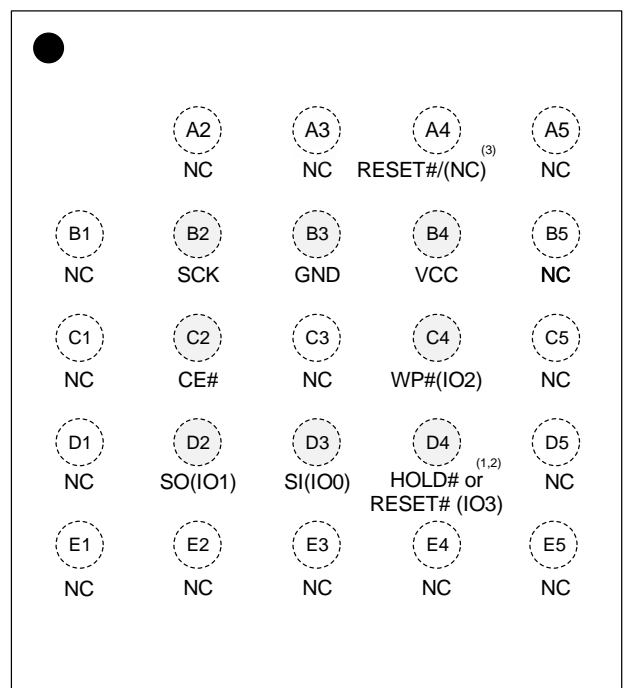 A2 A3 A4 A5
(3)
NC NC RESET#/(NC) NC
B1 B2 B3 B4 B5
NC SCK GND VCC NC
C1 C2 C3 C4 C5
NC CE# NC WP#(IO2) NC
D1 D2 D3 D4 D5
(1,2)
NC SO(IO1) SI(IO0) HOLD# or NC
RESET# (IO3)
E1 E2 E3 E4 E5
NC NC NC NC NC